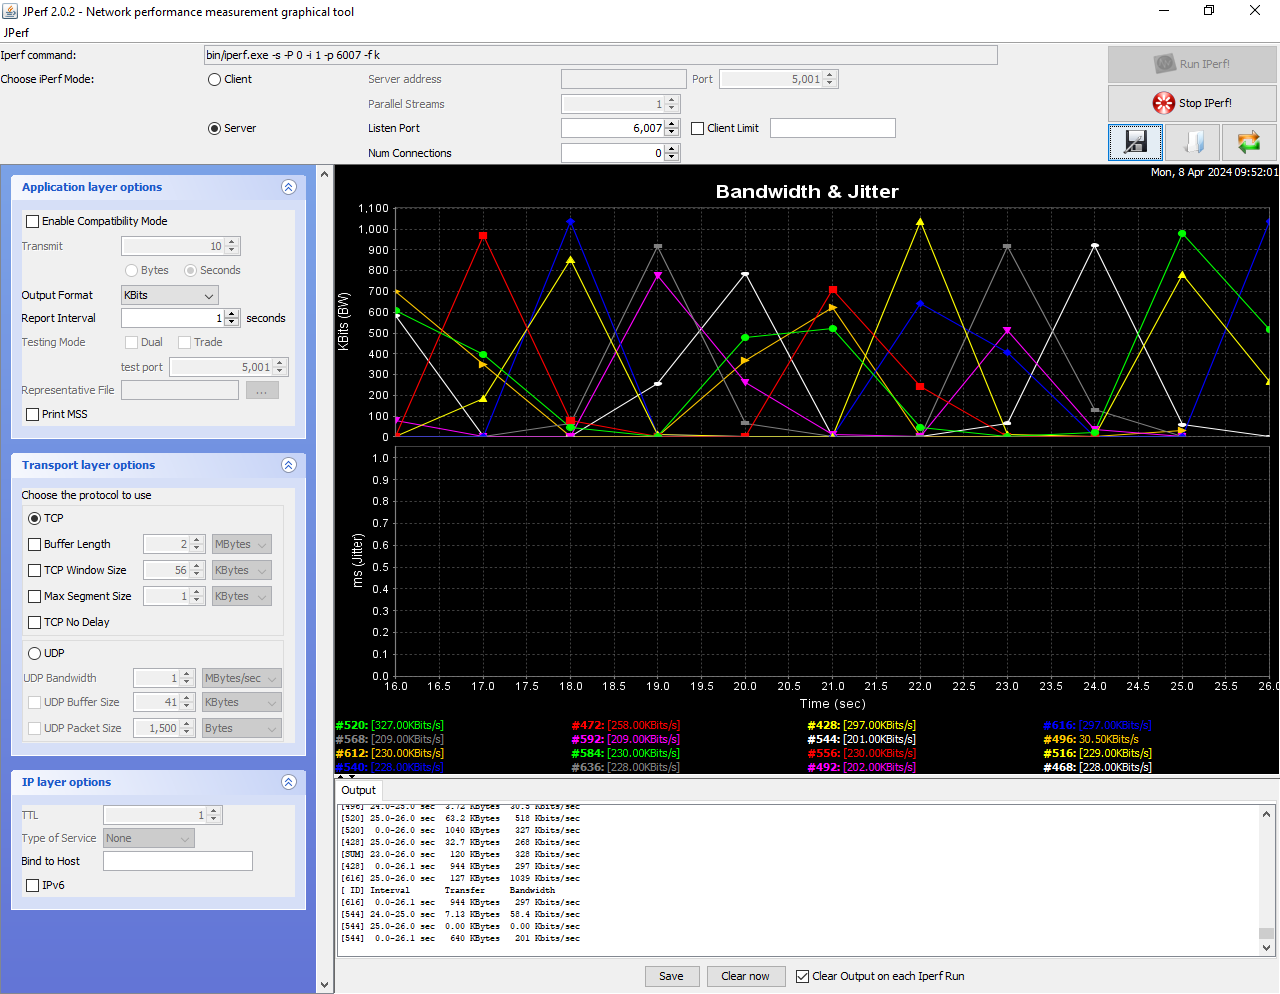 JPerf 2.0.2 - Network performance measurement graphical tool
JPerf
Iperf command:
bin/iperf.exe -s -P 0 -i 1 -p 6007 -f k
Run IPerf!
Choose iPerf Mode:
Client
Server address
Port
5,001
Parallel Streams
1
Stop IPerf!
Server
Listen Port
6,007
Client Limit
Num Connections
0
Application layer options
Enable Compatibility Mode
Transmit
10
Bytes
Seconds
Output Format
KBits
Report Interval
1
seconds
Testing Mode
Dual
Trade
test port
5,001
Representative File
...
Print MSS
Transport layer options
Choose the protocol to use
TCP
Buffer Length
2
MBytes
TCP Window Size
56
KBytes
Max Segment Size
1
KBytes
TCP No Delay
UDP
UDP Bandwidth
1
MBytes/sec
UDP Buffer Size
41
KBytes
UDP Packet Size
1,500
Bytes
IP layer options
TTL
1
Type of Service
None
Bind to Host
IPv6
Mon, 8 Apr 2024 09:52:01
Bandwidth & Jitter
1,100
1,000
900
800
700
600
500
400
300
200
100
0
KBits (BW)
1.0
0.9
0.8
0.7
0.6
0.5
0.4
0.3
0.2
0.1
0.0
ms (Jitter)
16.0 16.5 17.0 17.5 18.0 18.5 19.0 19.5 20.0 20.5 21.0 21.5 22.0 22.5 23.0 23.5 24.0 24.5 25.0 25.5 26.0
Time (sec)
#520: [327.00KBits/s] #472: [258.00KBits/s] #428: [297.00KBits/s] #616: [297.00KBits/s]
#568: [209.00KBits/s] #592: [209.00KBits/s] #544: [201.00KBits/s] #496: 30.50KBits/s
#612: [230.00KBits/s] #584: [230.00KBits/s] #556: [230.00KBits/s] #516: [229.00KBits/s]
#540: [228.00KBits/s] #636: [228.00KBits/s] #492: [202.00KBits/s] #468: [228.00KBits/s]
Output
[496] 24.0-25.0 sec 3.72 KBytes 30.5 Kbits/sec
[520] 25.0-26.0 sec 63.2 KBytes 518 Kbits/sec
[520] 0.0-26.0 sec 1040 KBytes 327 Kbits/sec
[428] 25.0-26.0 sec 32.7 KBytes 268 Kbits/sec
[SUM] 23.0-26.0 sec 120 KBytes 328 Kbits/sec
[428] 0.0-26.1 sec 944 KBytes 297 Kbits/sec
[616] 25.0-26.0 sec 127 KBytes 1039 Kbits/sec
[ ID] Interval Transfer Bandwidth
[616] 0.0-26.1 sec 944 KBytes 297 Kbits/sec
[544] 24.0-25.0 sec 7.13 KBytes 58.4 Kbits/sec
[544] 25.0-26.0 sec 0.00 KBytes 0.00 Kbits/sec
[544] 0.0-26.1 sec 640 KBytes 201 Kbits/sec
Save
Clear now
Clear Output on each Iperf Run